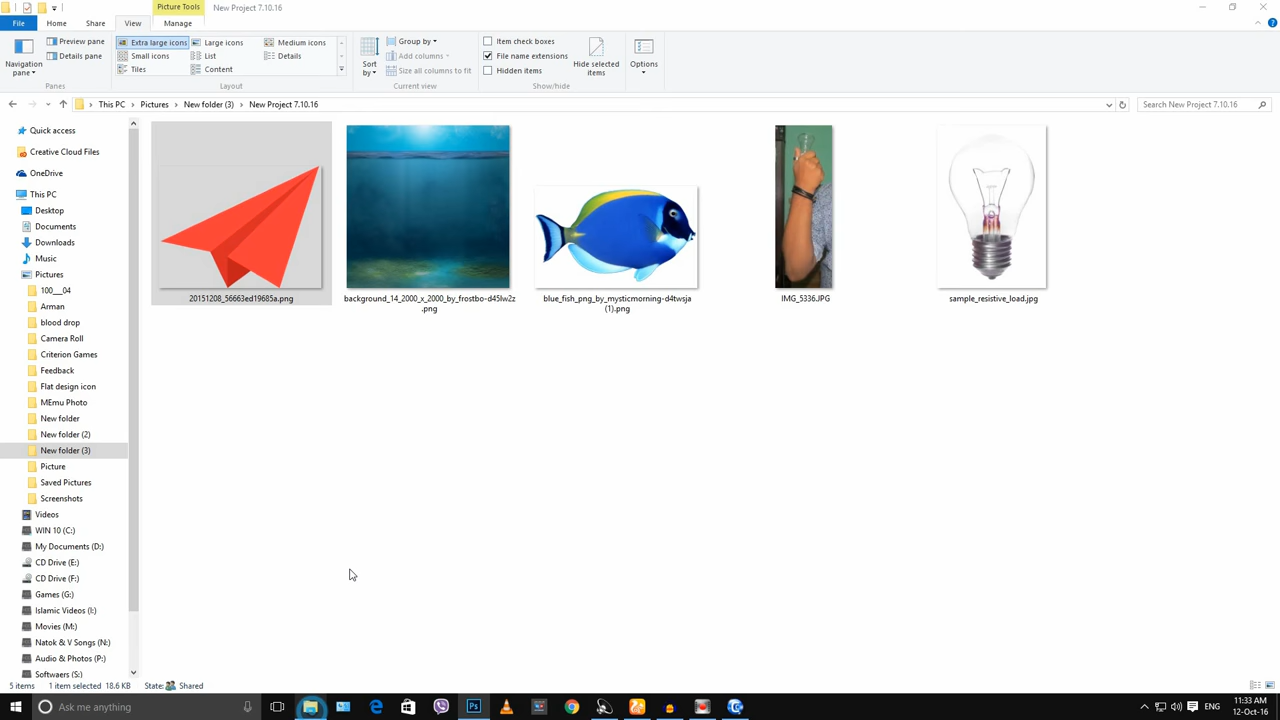 Picture Tools
New Project 7.10.16
File
Home
Share
View
Manage
Navigation pane
Preview pane
Details pane
Panes
Extra large icons
Large icons
Medium icons
Small icons
List
Details
Tiles
Content
Layout
Sort by
Group by
Add columns
Size all columns to fit
Current view
Item check boxes
File name extensions
Hidden items
Hide selected items
Show/hide
Options
This PC
Pictures
New folder (3)
New Project 7.10.16
Search New Project 7.10.16
Quick access
Creative Cloud Files
OneDrive
This PC
Desktop
Documents
Downloads
Music
Pictures
100___04
Arman
blood drop
Camera Roll
Criterion Games
Feedback
Flat design icon
MEmu Photo
New folder
New folder (2)
New folder (3)
Picture
Saved Pictures
Screenshots
Videos
WIN 10 (C:)
My Documents (D:)
CD Drive (E:)
CD Drive (F:)
Games (G:)
Islamic Videos (I:)
Movies (M:)
Natok & V Songs (N:)
Audio & Photos (P:)
Softwaers (S:)
20151208_56663ed19685a.png
background_14_2000_x_2000_by_frostbo-d45lw2z
.png
blue_fish_png_by_mysticmorning-d4twsja
(1).png
IMG_5336.JPG
sample_resistive_load.jpg
5 items
1 item selected 18.6 KB
State:
Shared
Ask me anything
Ps
ENG
11:33 AM
12-Oct-16